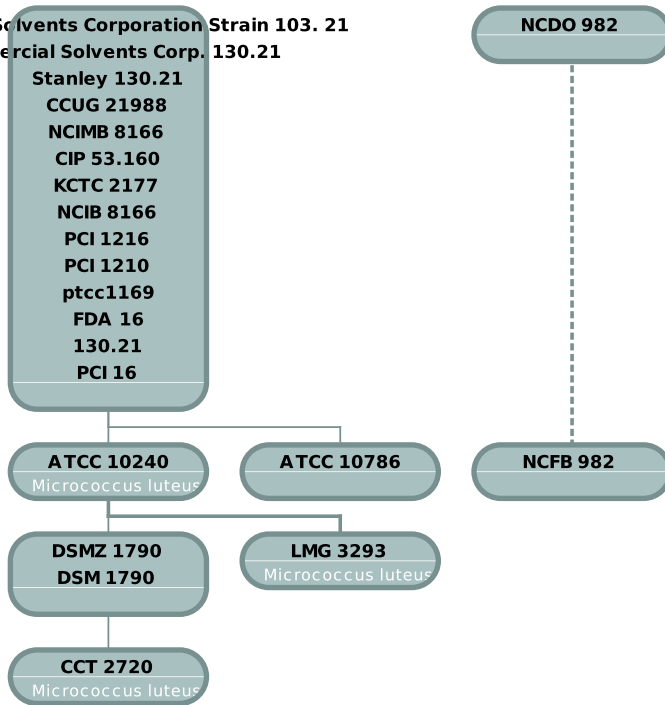 Solvents Corporation Strain 103. 21
ercial Solvents Corp. 130.21
Stanley 130.21
CCUG 21988
NCIMB 8166
CIP 53.160
KCTC 2177
NCIB 8166
PCI 1216
PCI 1210
ptcc1169
FDA 16
130.21
PCI 16
NCDO 982
ATCC 10240
Micrococcus luteus
ATCC 10786
NCFB 982
DSMZ 1790
DSM 1790
LMG 3293
Micrococcus luteus
CCT 2720
Micrococcus luteus